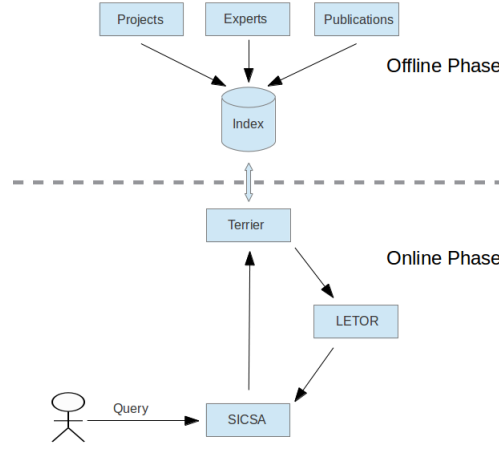 Projects
Experts
Publications
Offline Phase
Index
Terrier
Online Phase
LETOR
Query
SICSA